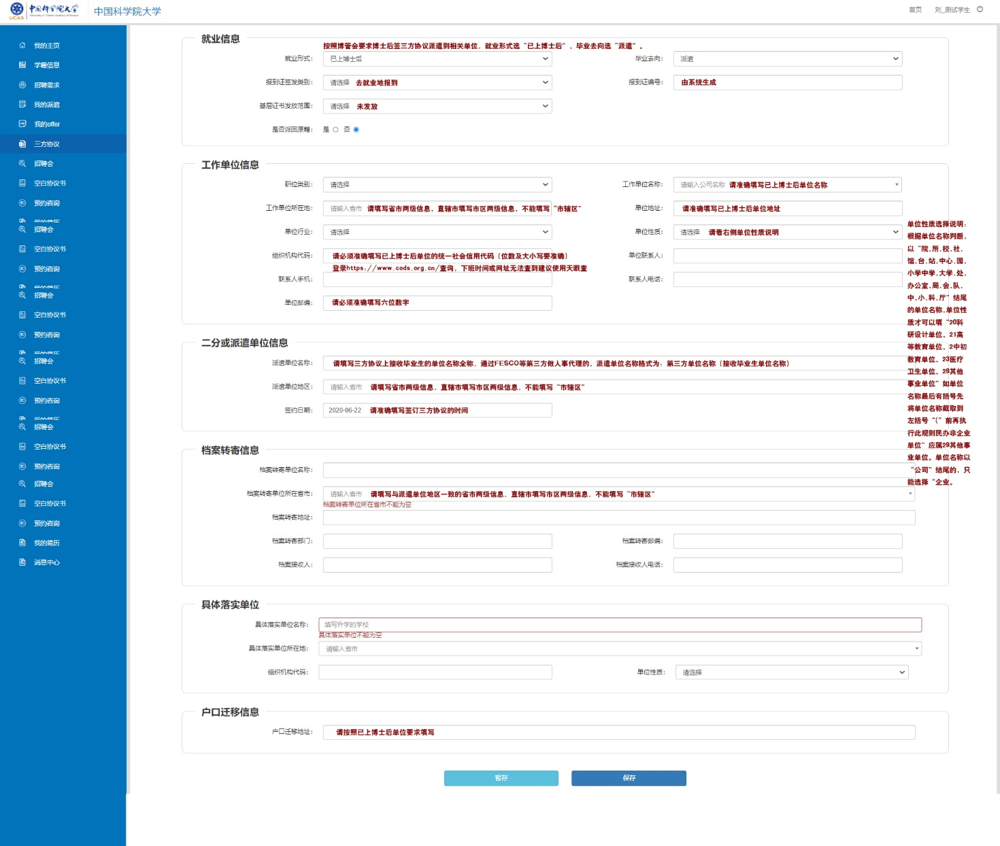 UCAS
中国科学院大学
University of Chinese Academy of Sciences
中国科学院大学
首页
刘_测试学生
我的主页
学籍信息
招聘需求
我的派遣
我的offer
三方协议
招聘会
空白协议书
预约咨询
我的简历
招聘会
空白协议书
预约咨询
我的简历
招聘会
空白协议书
预约咨询
我的简历
招聘会
空白协议书
预约咨询
我的简历
招聘会
空白协议书
预约咨询
招聘会
空白协议书
预约咨询
我的简历
消息中心
就业信息
按照博管会要求博士后签三方协议派遣到相关单位，就业形式选“已上博士后”、毕业去向选“派遣”。
就业形式： 已上博士后
毕业去向： 派遣
报到证签发类别： 请选择 去就业地报到
报到证编号： 由系统生成
基层证书发放范围： 请选择 未发放
是否派回原籍： 是 否
工作单位信息
职位类别： 请选择
工作单位名称： 请输入公司名称 请准确填写已上博士后单位名称
工作单位所在地： 请输入省市 请填写省市两级信息，直辖市填写市区两级信息，不能填写“市辖区”
单位地址： 请准确填写已上博士后单位地址
单位行业： 请选择
单位性质： 请选择 请看右侧单位性质说明
组织机构代码： 请必须准确填写已上博士后单位的统一社会信用代码（位数及大小写要准确）
登录https://www.cods.org.cn/查询，下班时间或网址无法查到建议使用天眼查
单位联系人：
联系人手机：
联系人电话：
单位邮编： 请必须准确填写六位数字
单位性质选择说明：
根据单位名称判断，
以“院,所,校,社,
馆,台,站,中心,园,
小学中学,大学,处,
办公室,局,会,队,
中,小,科,厅”结尾
的单位名称,单位性
质才可以填“20科
研设计单位、21高
等教育单位、2中初
教育单位、23医疗
卫生单位、29其他
事业单位”如单位
名称最后有括号先
将单位名称截取到
左括号“(”前再执
行此规则民办非企业
单位”应属29其他事
业单位。单位名称以
“公司”结尾的，只
能选择“企业。
二分或派遣单位信息
派遣单位名称： 请填写三方协议上接收毕业生的单位名称全称，通过FESCO等第三方做人事代理的，派遣单位名称格式为：第三方单位名称（接收毕业生单位名称）
派遣单位地区： 请输入省市 请填写省市两级信息，直辖市填写市区两级信息，不能填写“市辖区”
签约日期： 2020-06-22 请准确填写签订三方协议的时间
档案转寄信息
档案转寄单位名称：
档案转寄单位所在省市： 请输入省市 请填写与派遣单位地区一致的省市两级信息，直辖市填写市区两级信息，不能填写“市辖区”
档案转寄单位所在省市不能为空
档案转寄地址：
档案转寄部门：
档案转寄邮编：
档案接收人：
档案接收人电话：
具体落实单位
具体落实单位名称： 填写升学的学校
具体落实单位不能为空
具体落实单位所在地： 请输入省市
组织机构代码：
单位性质： 请选择
户口迁移信息
户口迁移地址： 请按照已上博士后单位要求填写
暂存
保存